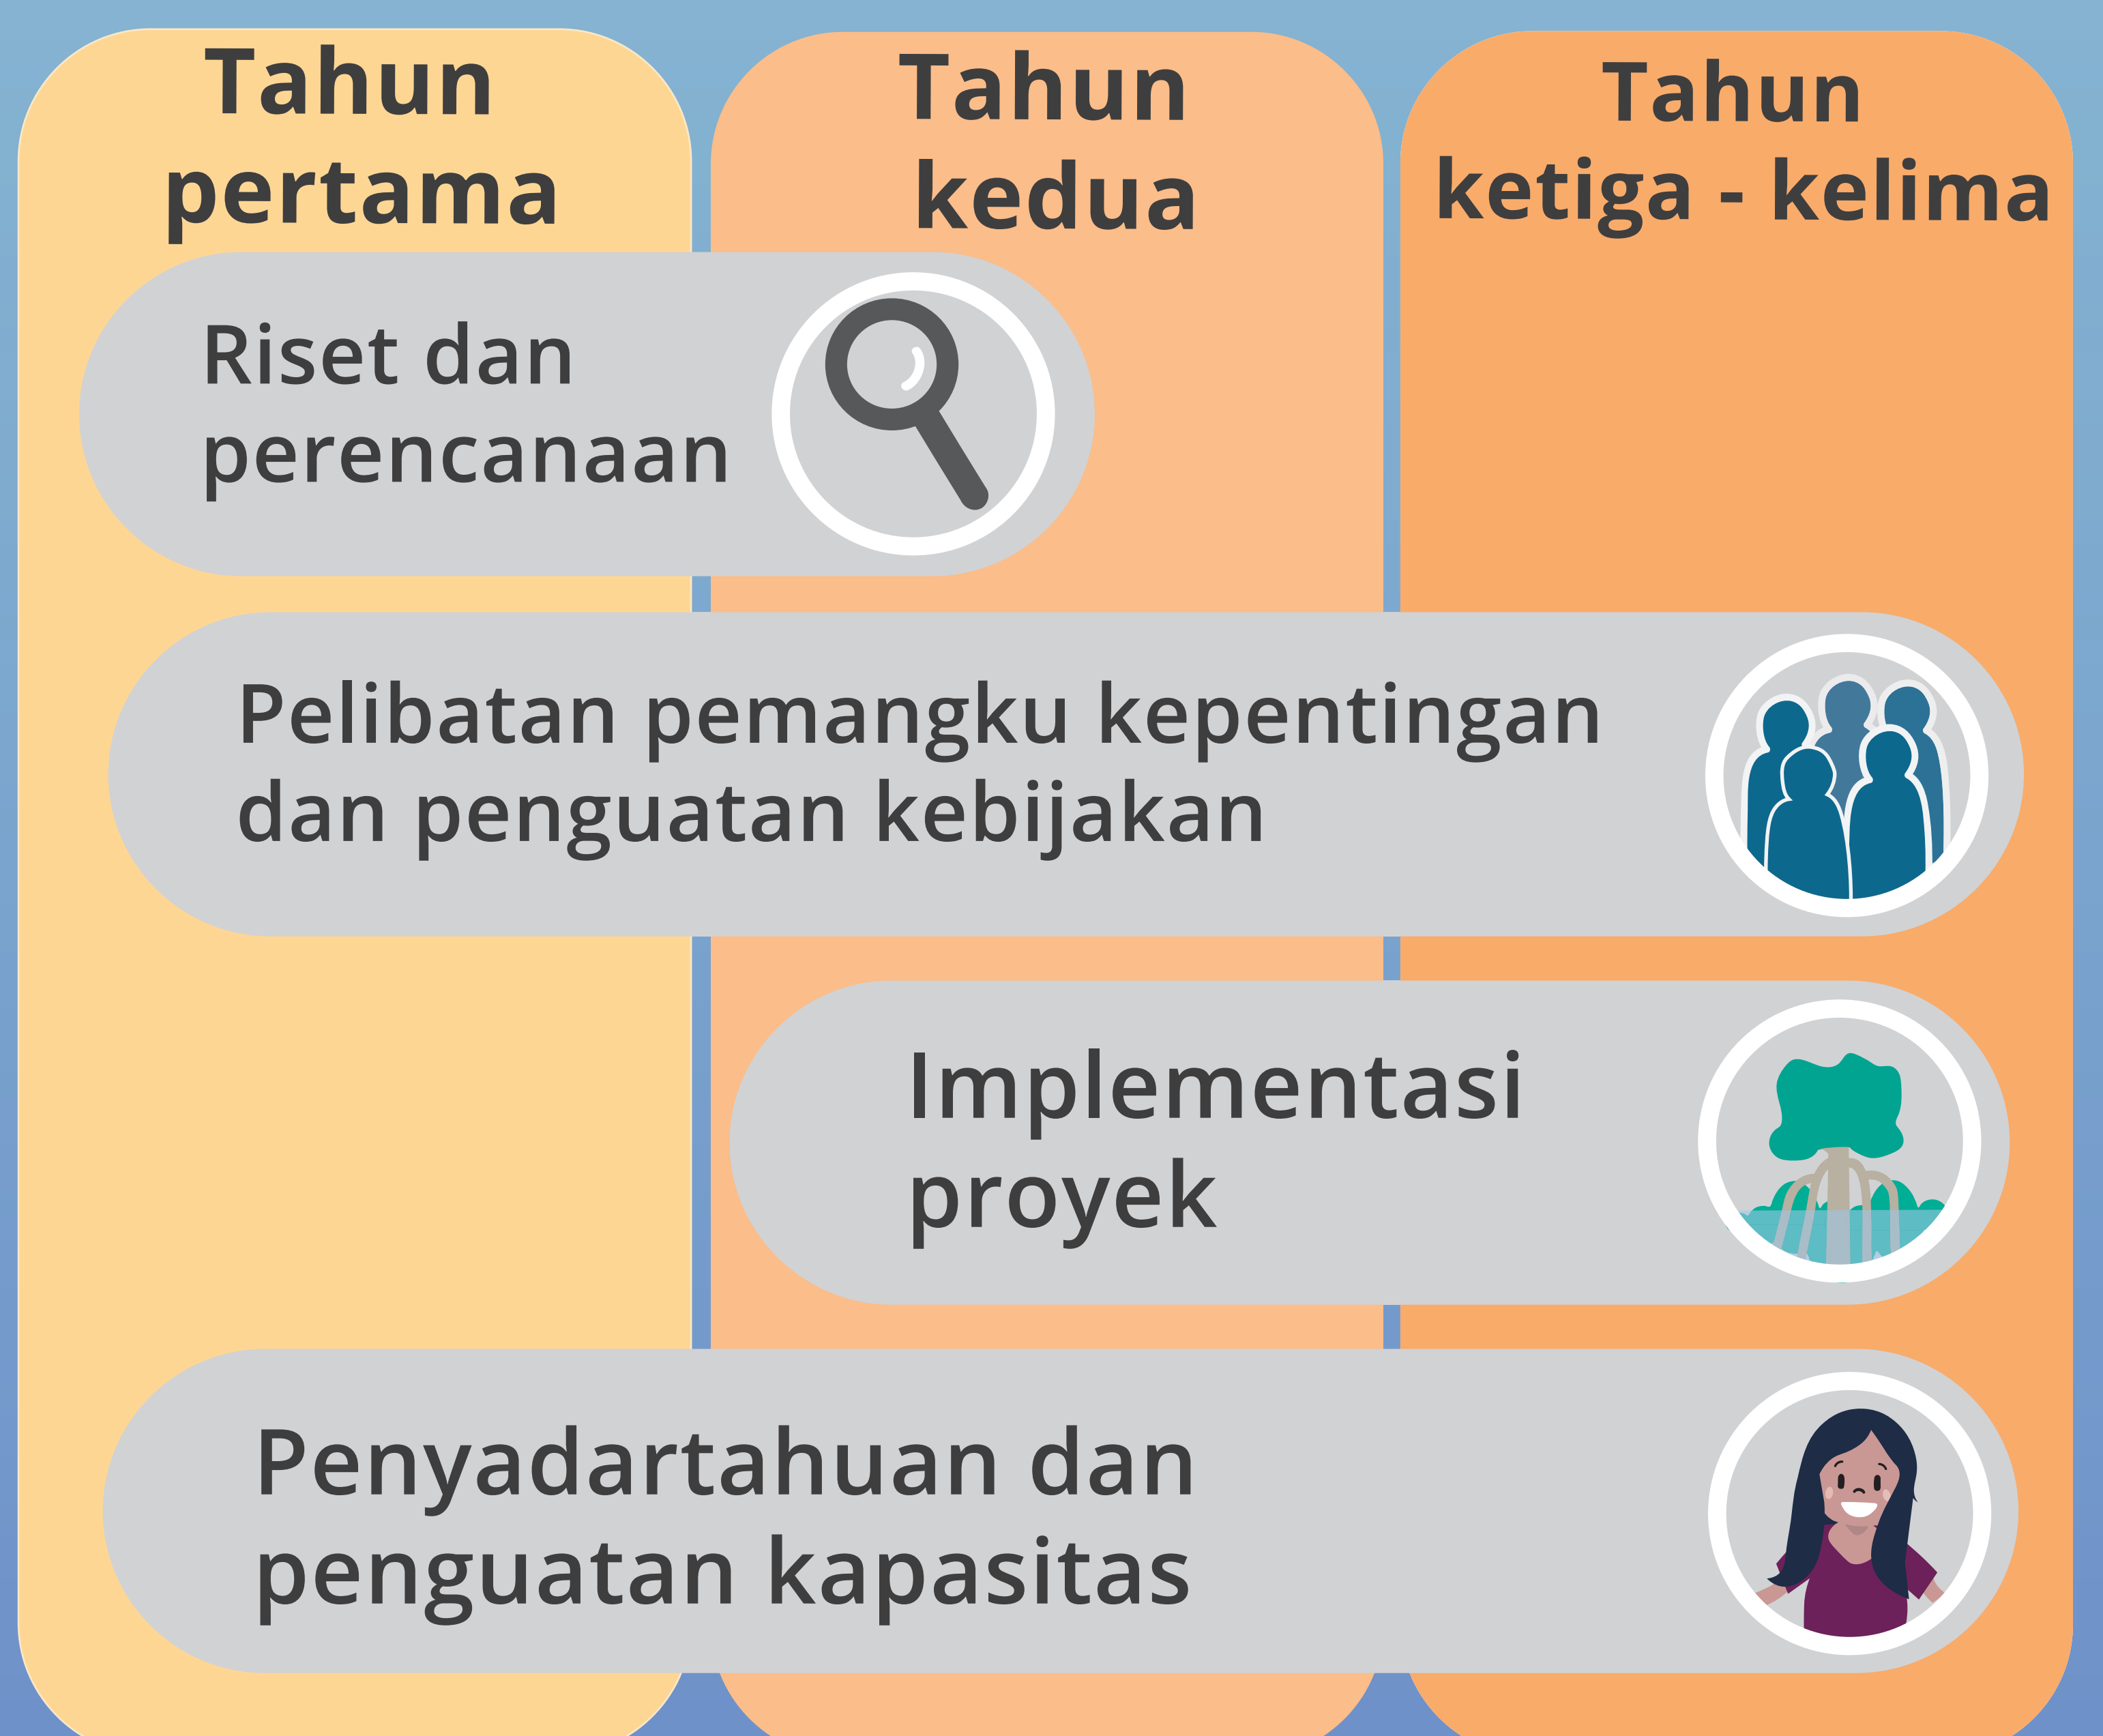 Tahun
pertama
Tahun
kedua
Tahun
ketiga - kelima
Riset dan
perencanaan
Pelibatan pemangku kepentingan
dan penguatan kebijakan
Implementasi
proyek
Penyadartahuan dan
penguatan kapasitas